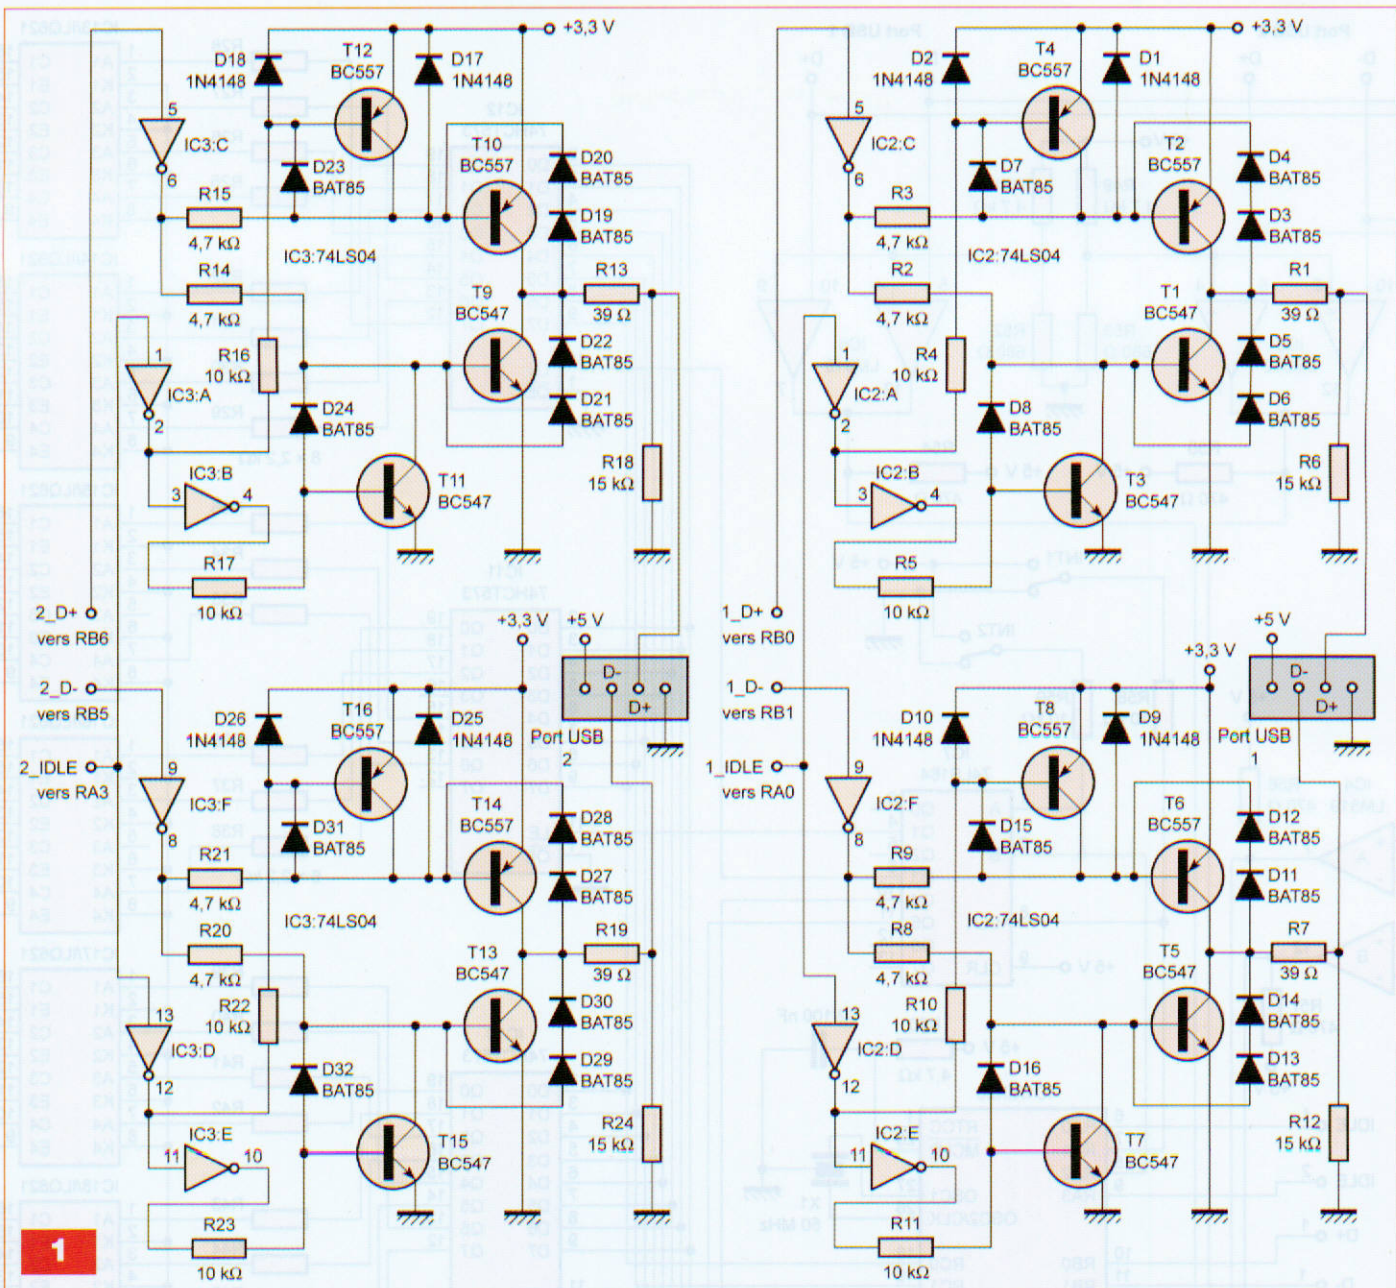 +3,3 V
D18
1N4148
T12
BC557
D17
1N4148
5
IC3:C
6
D23
BAT85
T10
BC557
D20
BAT85
D19
BAT85
R15
4,7 kΩ
IC3:74LS04
R14
4,7 kΩ
T9
BC547
R13
39 Ω
D22
BAT85
D21
BAT85
1
IC3:A
2
R16
10 kΩ
D24
BAT85
R18
15 kΩ
IC3:B
3
4
T11
BC547
R17
10 kΩ
2_D+
vers RB6
+3,3 V
+5 V
2_D-
vers RB5
D-
D+
Port USB
2
2_IDLE
vers RA3
D26
1N4148
T16
BC557
D25
1N4148
9
IC3:F
8
D31
BAT85
T14
BC557
D28
BAT85
D27
BAT85
R21
4,7 kΩ
IC3:74LS04
R20
4,7 kΩ
T13
BC547
R19
39 Ω
D30
BAT85
D29
BAT85
13
IC3:D
12
R22
10 kΩ
D32
BAT85
R24
15 kΩ
IC3:E
11
10
T15
BC547
R23
10 kΩ
+3,3 V
D2
1N4148
T4
BC557
D1
1N4148
5
IC2:C
6
D7
BAT85
T2
BC557
D4
BAT85
D3
BAT85
R3
4,7 kΩ
IC2:74LS04
R2
4,7 kΩ
T1
BC547
R1
39 Ω
D5
BAT85
D6
BAT85
1
IC2:A
2
R4
10 kΩ
D8
BAT85
R6
15 kΩ
IC2:B
3
4
T3
BC547
R5
10 kΩ
1_D+
vers RB0
+3,3 V
+5 V
1_D-
vers RB1
D-
D+
Port USB
1
1_IDLE
vers RA0
D10
1N4148
T8
BC557
D9
1N4148
9
IC2:F
8
D15
BAT85
T6
BC557
D12
BAT85
D11
BAT85
R9
4,7 kΩ
IC2:74LS04
R8
4,7 kΩ
T5
BC547
R7
39 Ω
D14
BAT85
D13
BAT85
13
IC2:D
12
R10
10 kΩ
D16
BAT85
R12
15 kΩ
IC2:E
11
10
T7
BC547
R11
10 kΩ
1